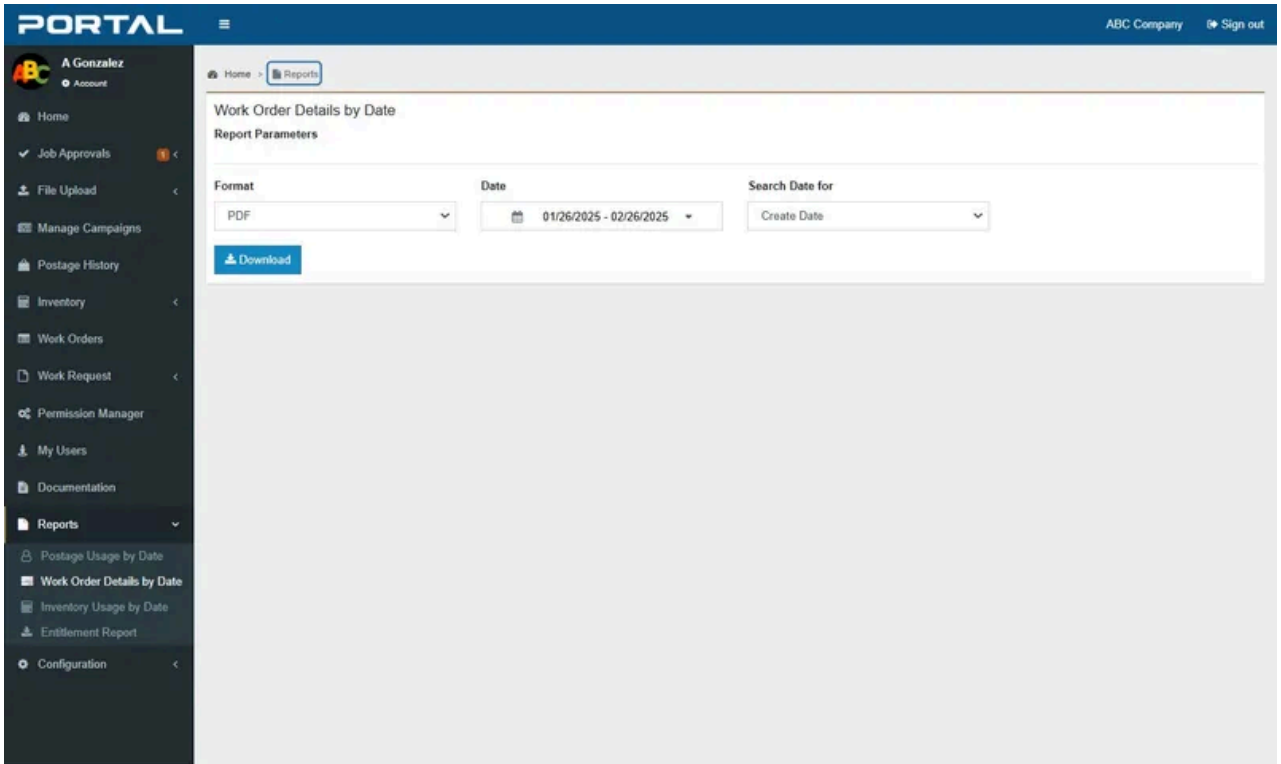 PORTAL
ABC Company
Sign out
ABC
A Gonzalez
Account
Home > Reports
Home
Job Approvals 1
File Upload
Manage Campaigns
Postage History
Inventory
Work Orders
Work Request
Permission Manager
My Users
Documentation
Reports
Postage Usage by Date
Work Order Details by Date
Inventory Usage by Date
Entitlement Report
Configuration
Work Order Details by Date
Report Parameters
Format
PDF
Date
01/26/2025 - 02/26/2025
Search Date for
Create Date
Download